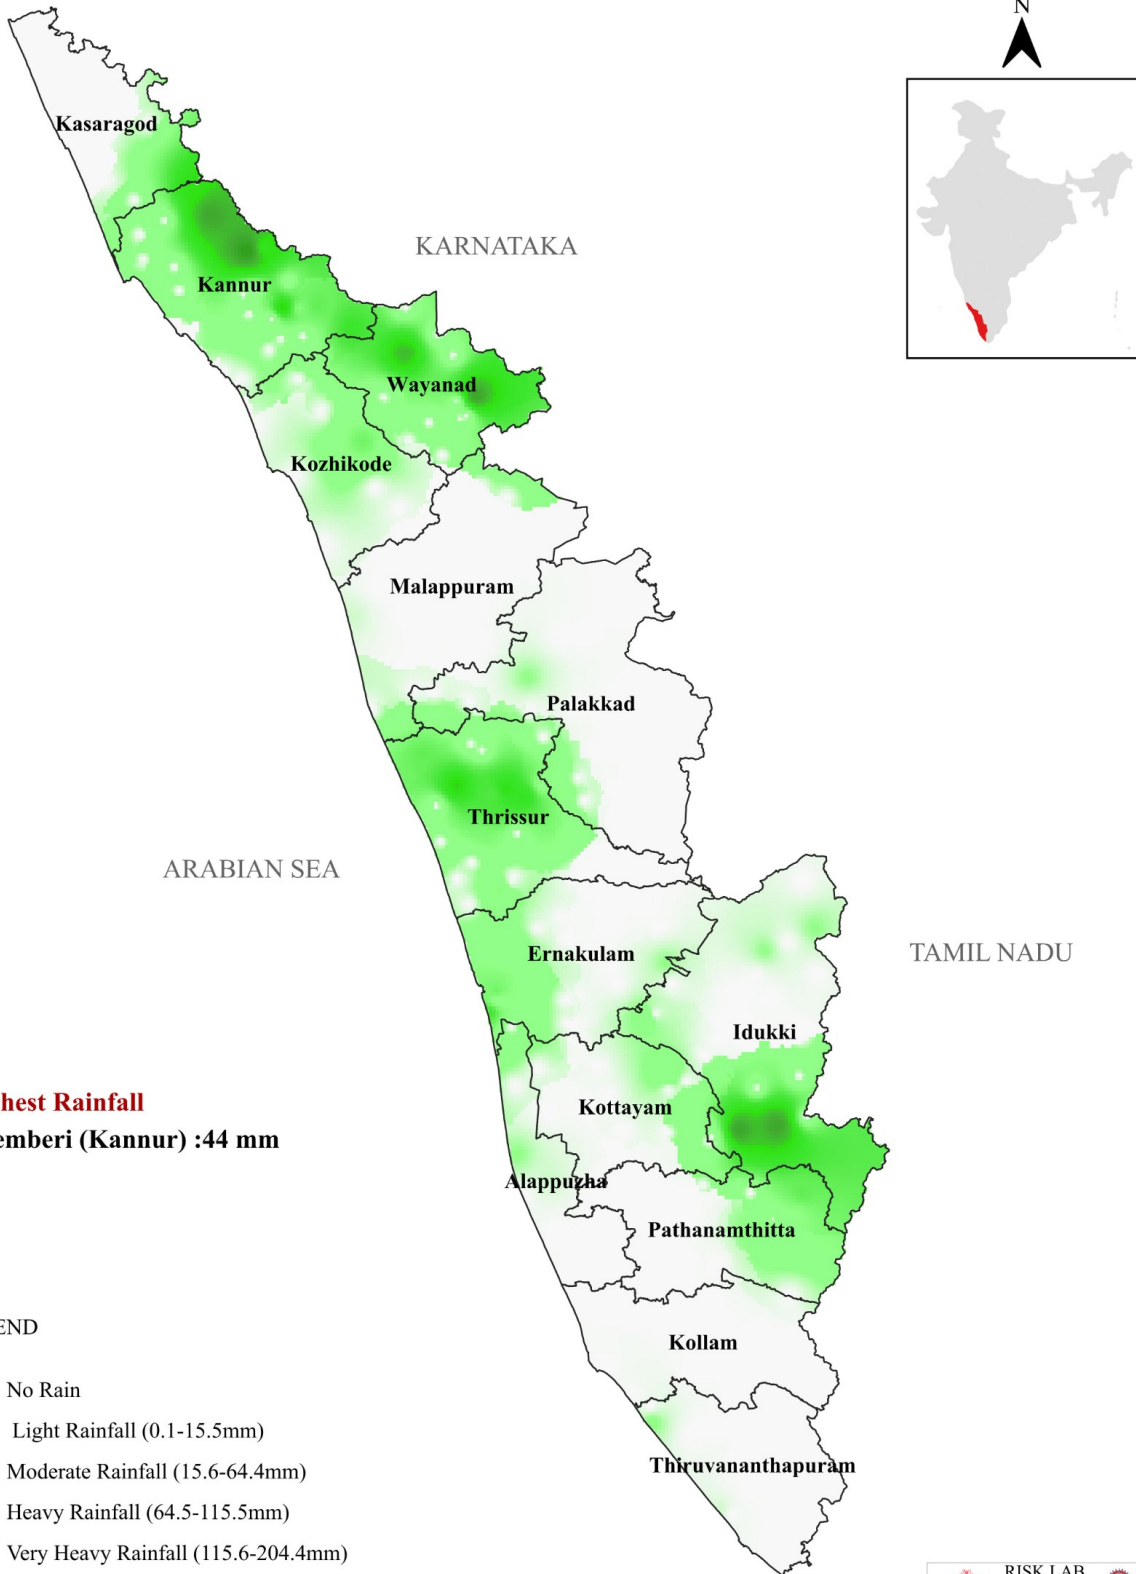 N
Kasaragod
KARNATAKA
Kannur
Wayanad
Kozhikode
Malappuram
Palakkad
Thrissur
ARABIAN SEA
Ernakulam
TAMIL NADU
Idukki
hest Rainfall
Kottayam
emberi (Kannur) :44 mm
Alappuzha
Pathanamthitta
END
Kollam
No Rain
Light Rainfall (0.1-15.5mm)
Thiruvananthapuram
Moderate Rainfall (15.6-64.4mm)
Heavy Rainfall (64.5-115.5mm)
Very Heavy Rainfall (115.6-204.4mm)
RISK LAB